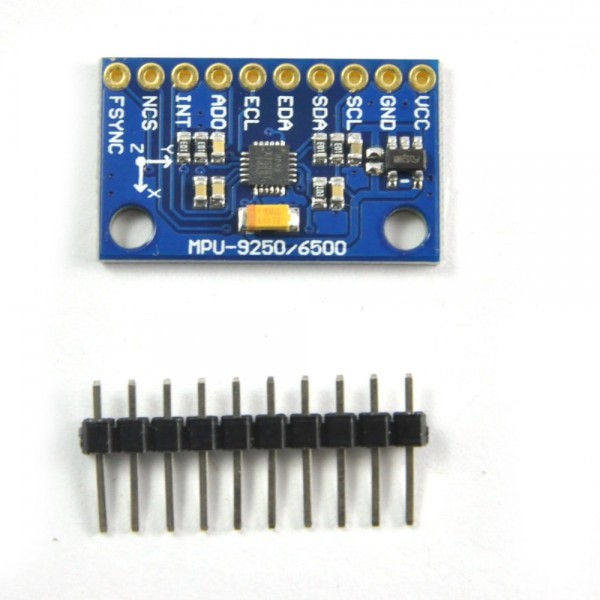 FSYNC
NCS
INT
ADO
ECL
EDA
SDA
SCL
GND
VCC
Z
Y
X
MPU-9250/6500